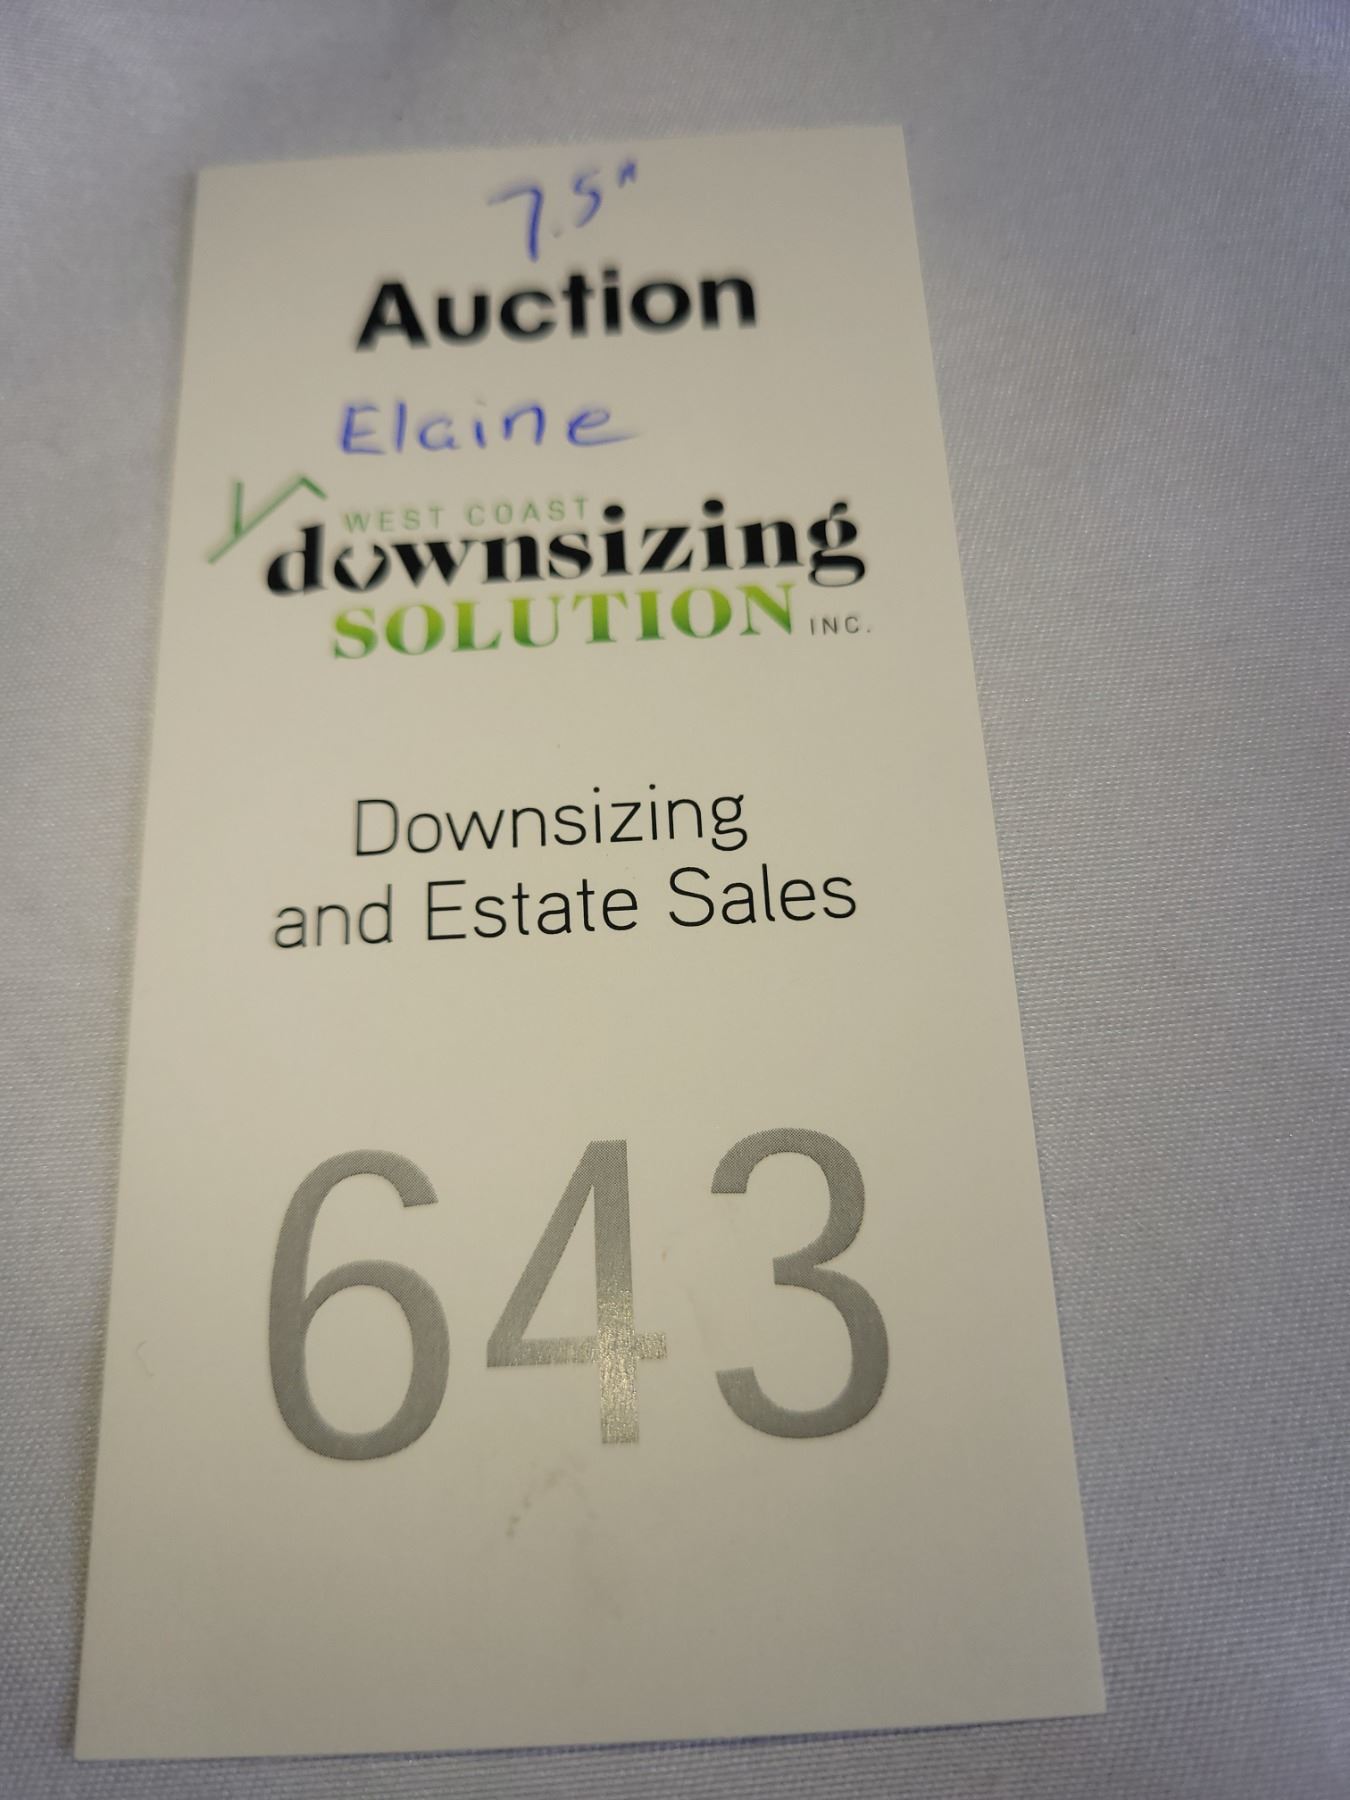 7.5"
Auction
Elaine
WEST COAST
downsizing
SOLUTION INC.
Downsizing
and Estate Sales
643